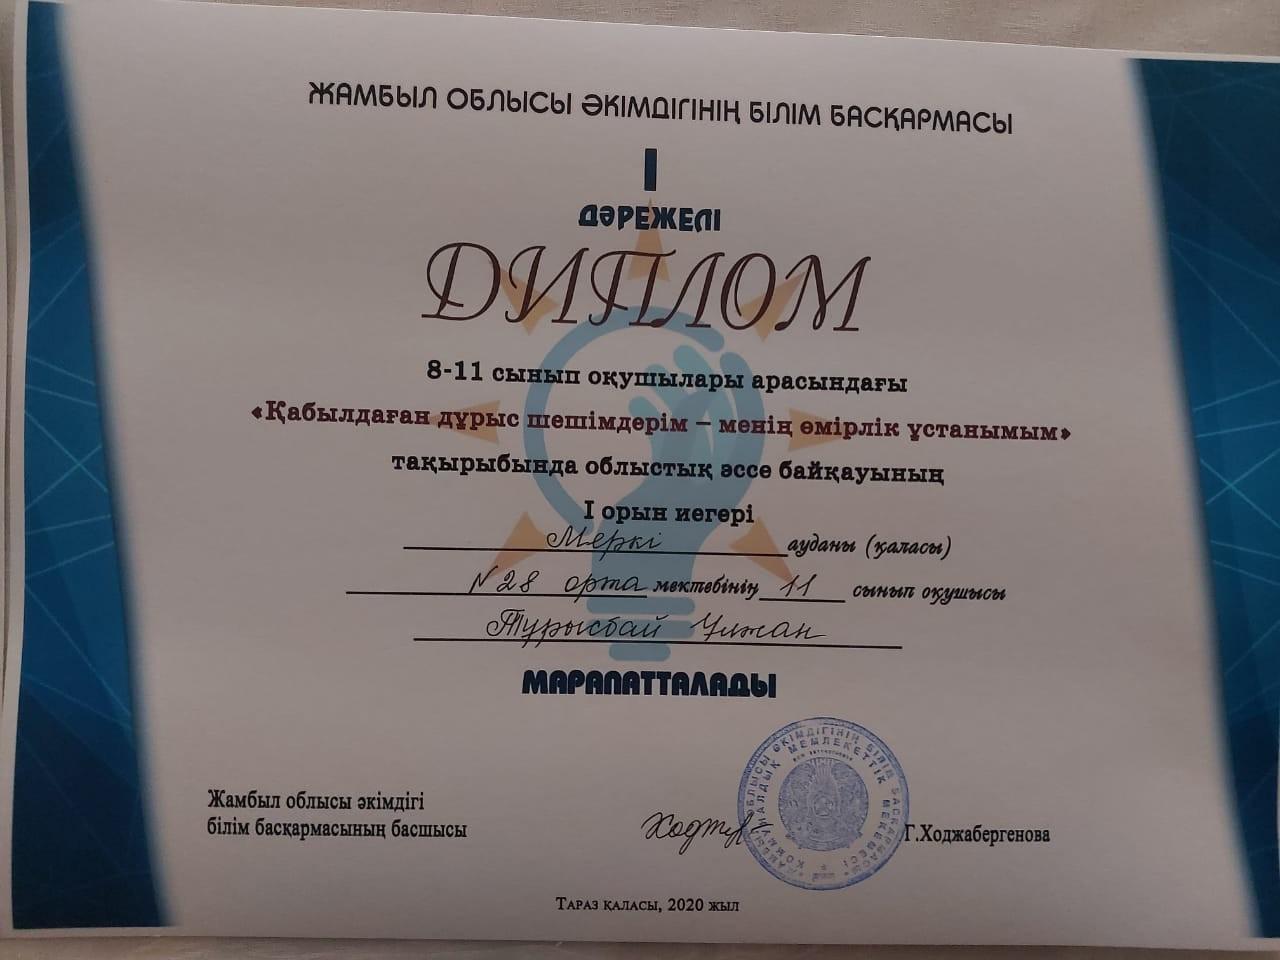 ЖАМБЫЛ ОБЛЫСЫ ӘКІМДІГІНІҢ БІЛІМ БАСҚАРМАСЫ
I
ДӘРЕЖЕЛІ
ДИПЛОМ
8-11 сынып оқушылары арасындағы
«Қабылдаған дұрыс шешімдерім – менің өмірлік ұстанымым»
тақырыбында облыстық эссе байқауының
I орын иегері
Меркі ауданы (қаласы)
N28 орта мектебінің 11 сынып оқушысы
Тұрысбай Ұлжан
МАРАПАТТАЛАДЫ
Жамбыл облысы әкімдігі
білім басқармасының басшысы
Г.Ходжабергенова
ТАРАЗ ҚАЛАСЫ, 2020 ЖЫЛ